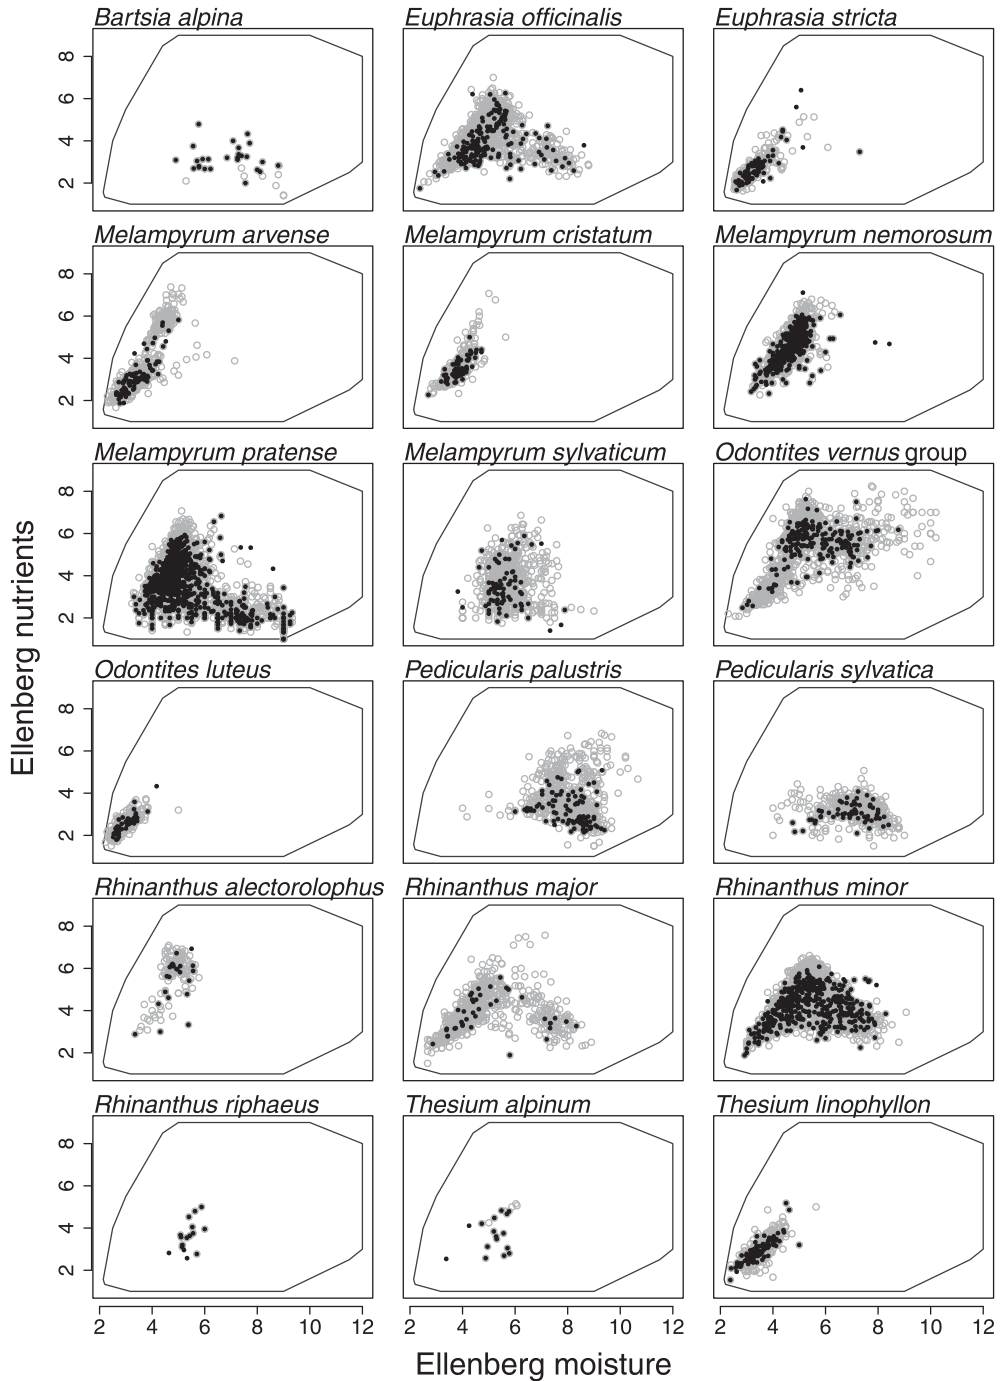 Bartsia alpina
Euphrasia officinalis
Euphrasia stricta
8
6
4
2
Melampyrum arvense
Melampyrum cristatum
Melampyrum nemorosum
8
6
4
2
Melampyrum pratense
Melampyrum sylvaticum
Odontites vernus group
8
6
4
2
Odontites luteus
Pedicularis palustris
Pedicularis sylvatica
8
6
4
2
Rhinanthus alectorolophus
Rhinanthus major
Rhinanthus minor
8
6
4
2
Rhinanthus riphaeus
Thesium alpinum
Thesium linophyllon
8
6
4
2
2 4 6 8 10 12
2 4 6 8 10 12
2 4 6 8 10 12
Ellenberg nutrients
Ellenberg moisture